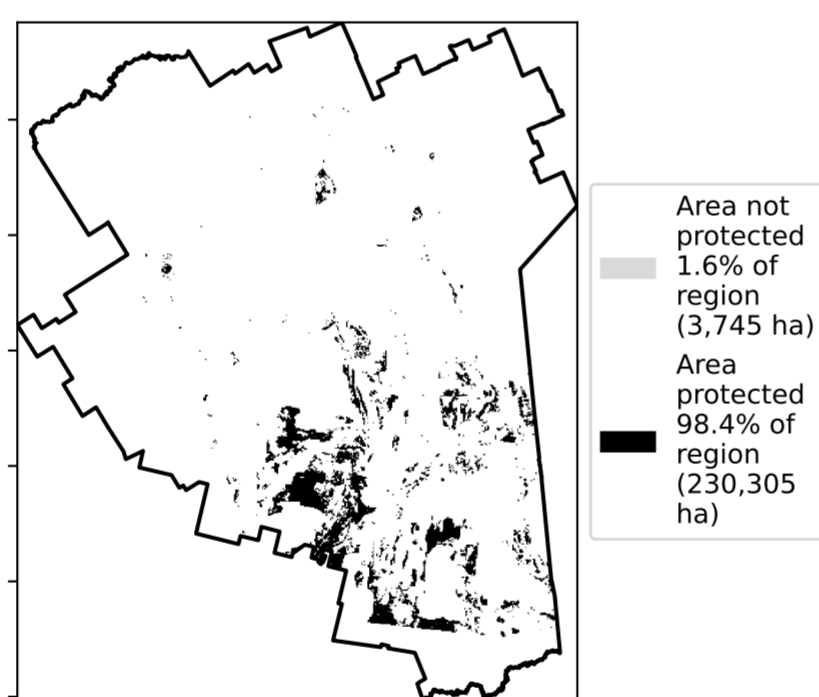 Area not
protected
1.6% of
region
(3,745 ha)
Area
protected
98.4% of
region
(230,305
ha)